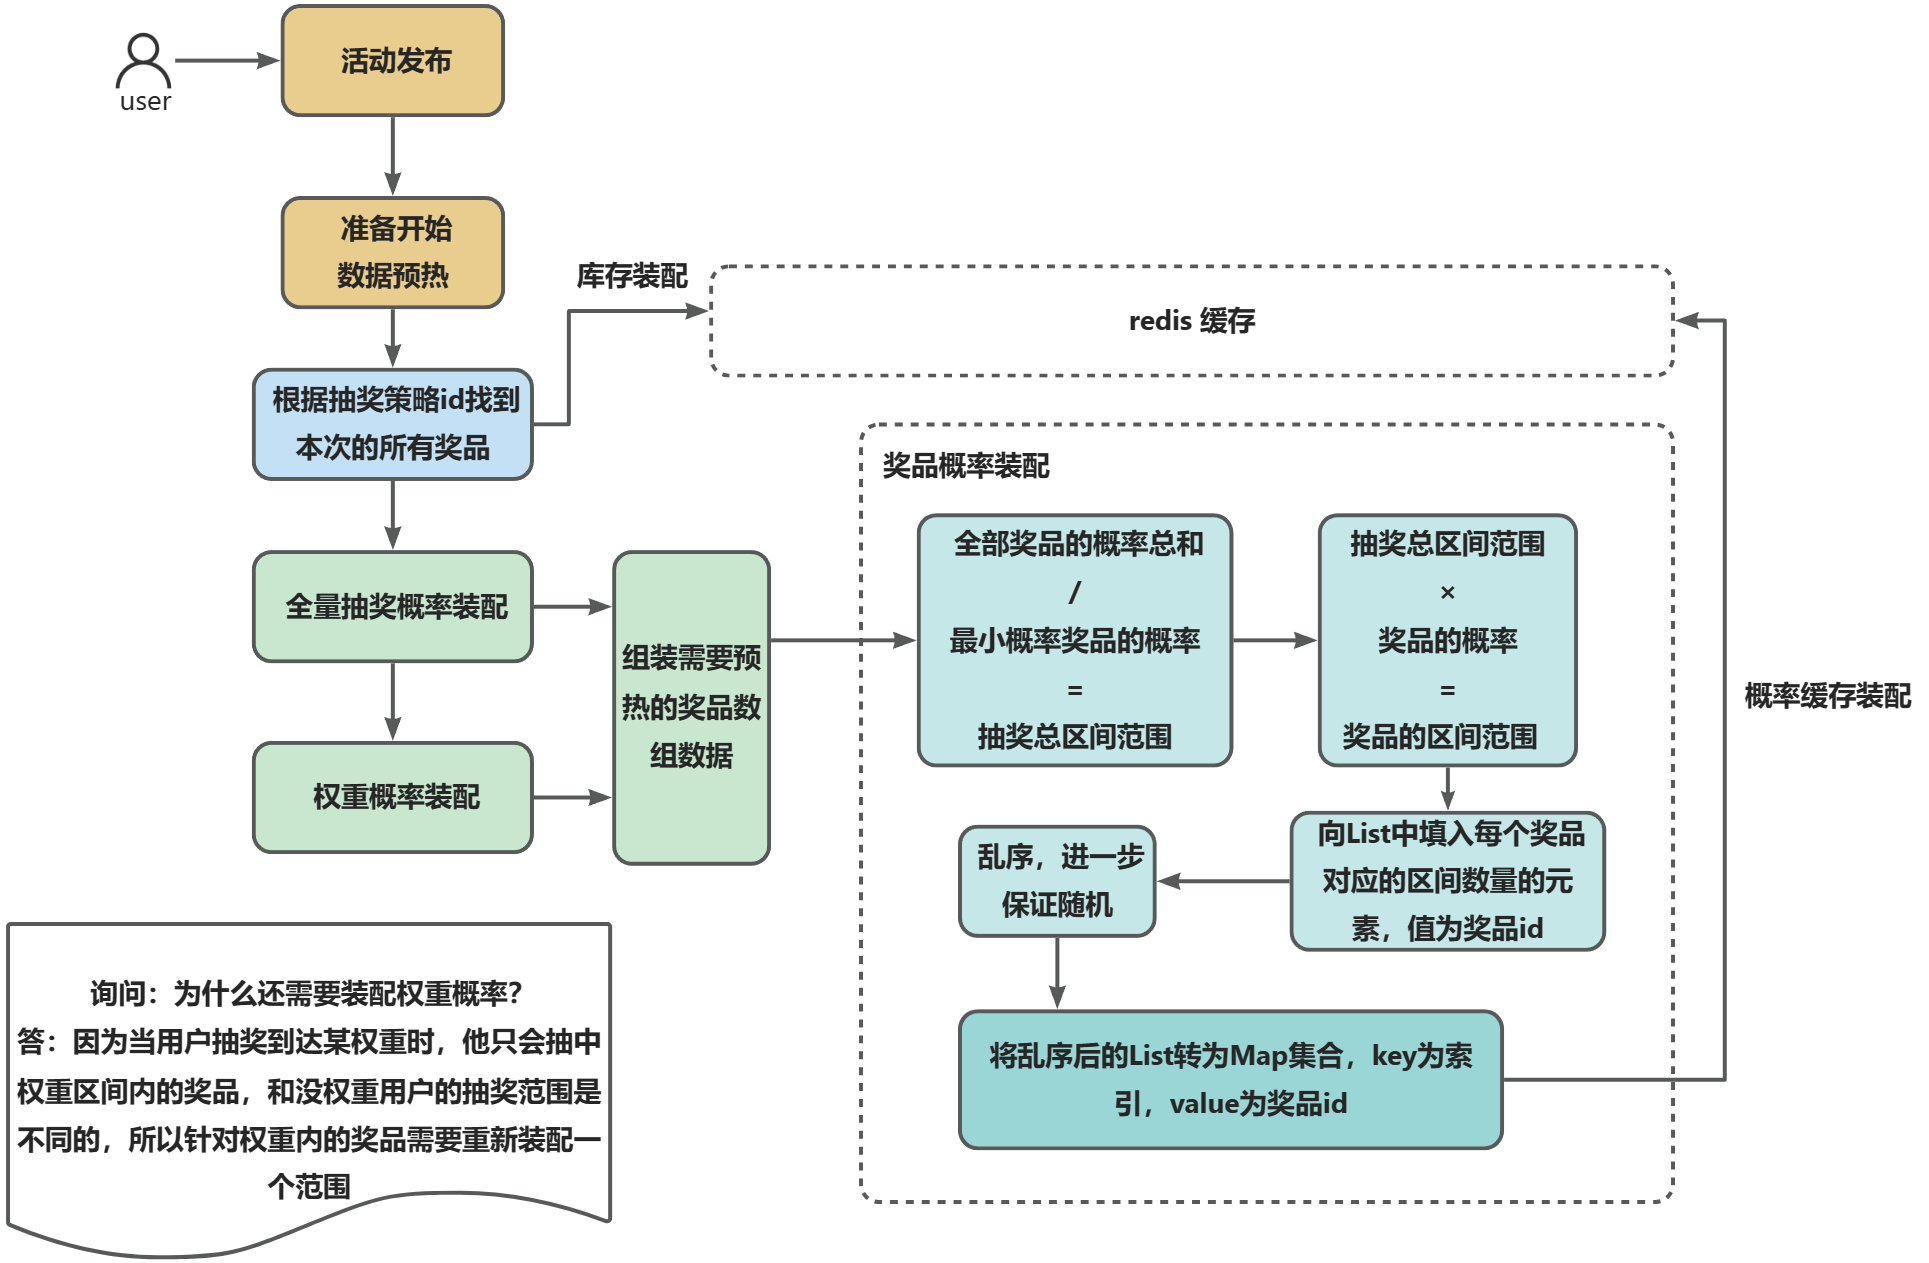 user
活动发布
准备开始
数据预热
库存装配
redis 缓存
根据抽奖策略id找到
本次的所有奖品
全量抽奖概率装配
权重概率装配
组装需要预
热的奖品数
组数据
奖品概率装配
全部奖品的概率总和
/
最小概率奖品的概率
=
抽奖总区间范围
抽奖总区间范围
×
奖品的概率
=
奖品的区间范围
向List中填入每个奖品
对应的区间数量的元
素，值为奖品id
乱序，进一步
保证随机
将乱序后的List转为Map集合，key为索
引，value为奖品id
概率缓存装配
询问：为什么还需要装配权重概率？
答：因为当用户抽奖到达某权重时，他只会抽中
权重区间内的奖品，和没权重用户的抽奖范围是
不同的，所以针对权重内的奖品需要重新装配一
个范围